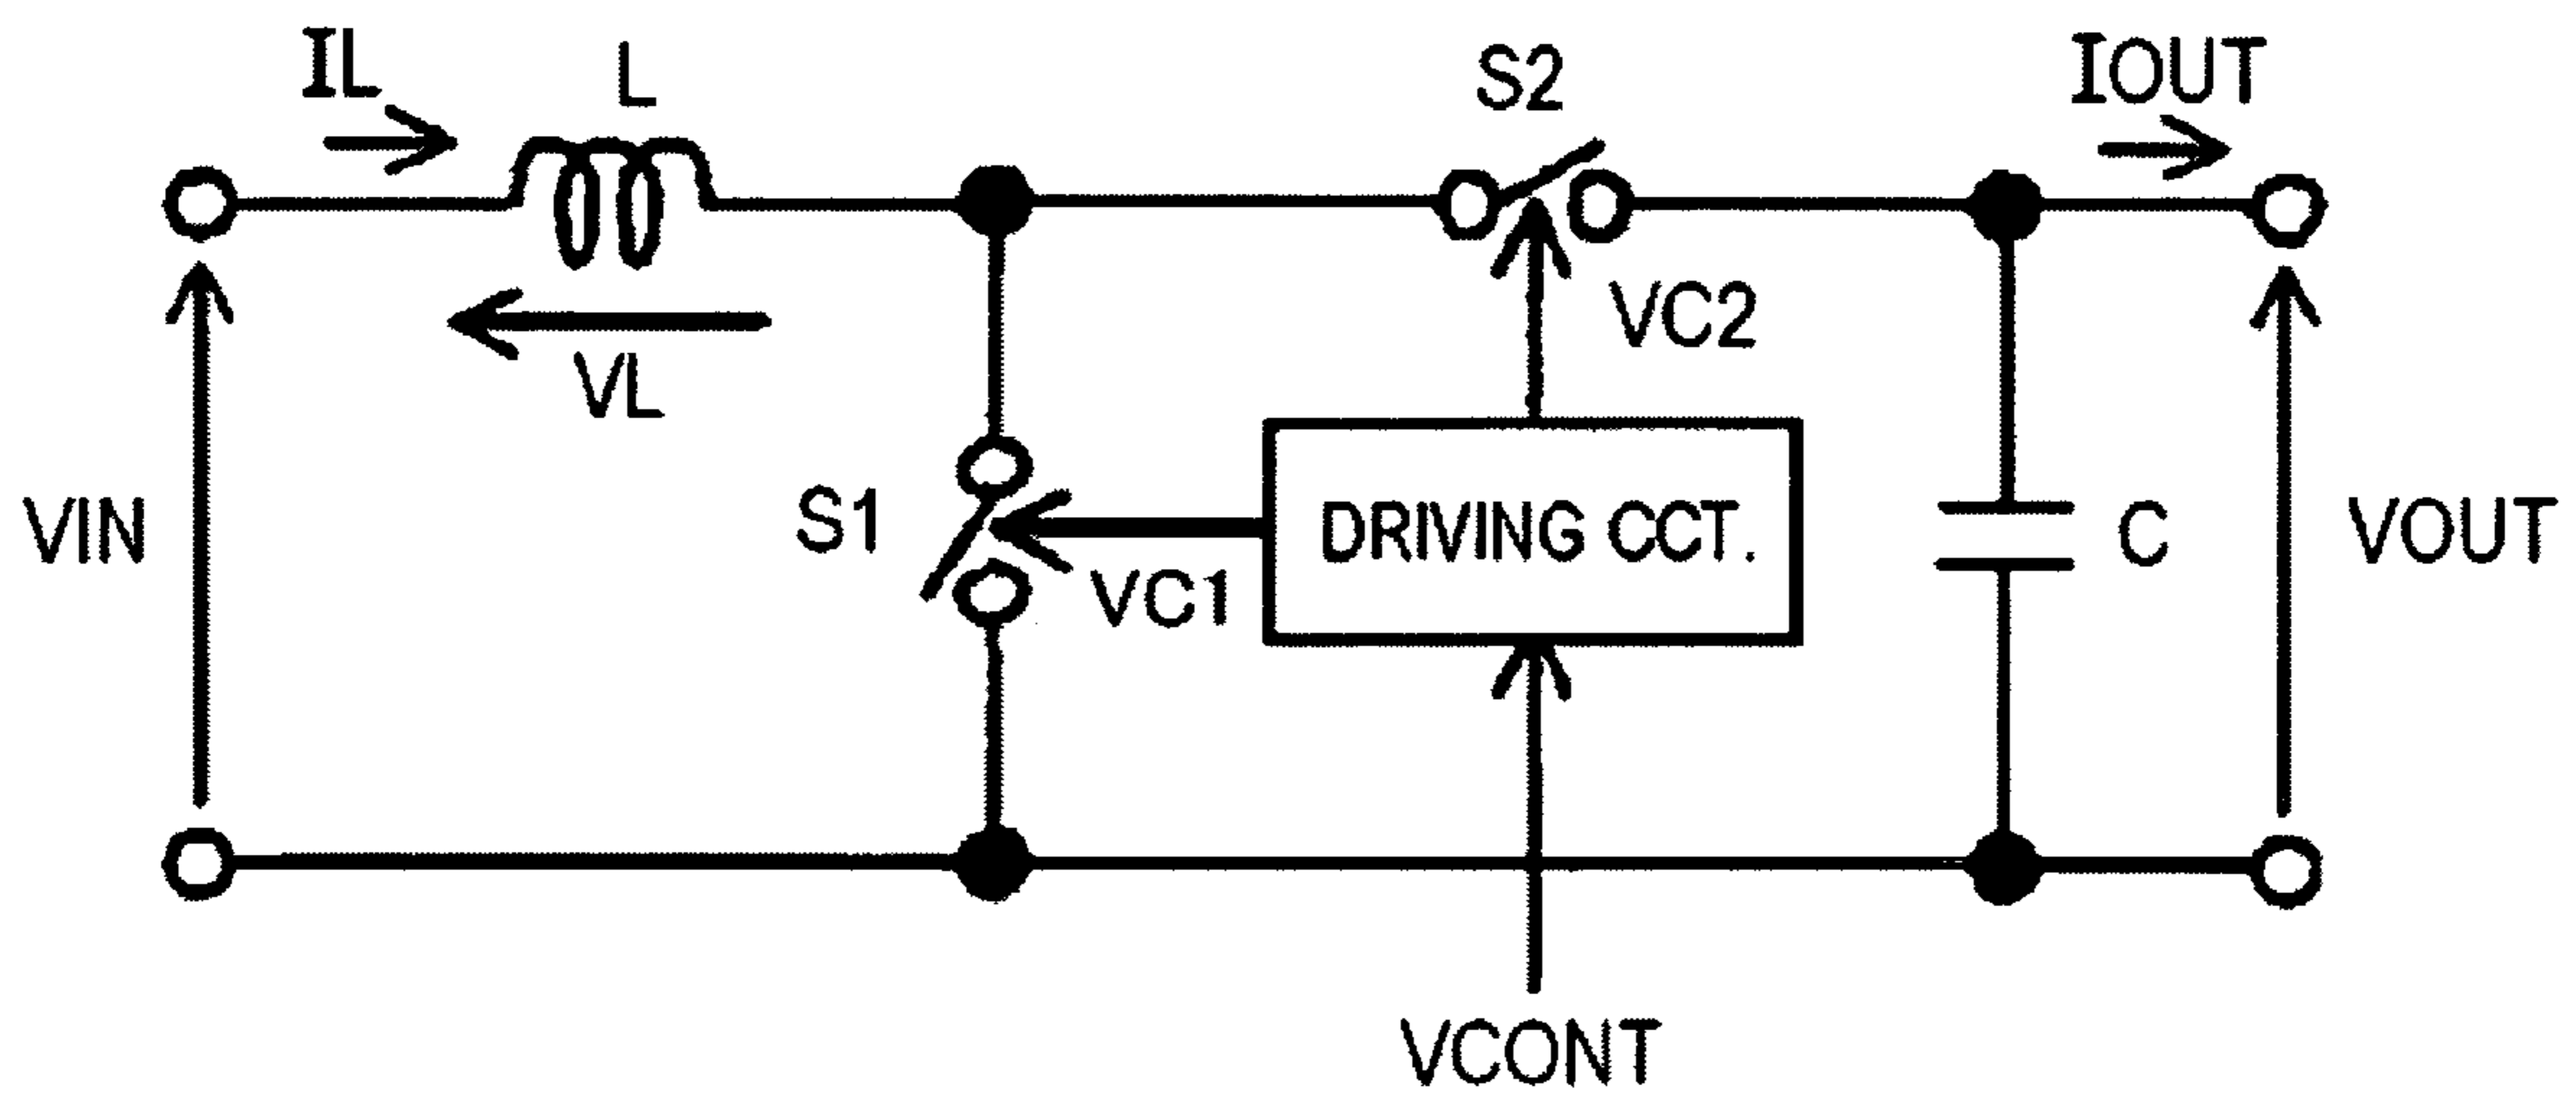 IL
L
S2
IOUT
VL
VC2
VIN
S1
DRIVING CCT.
VC1
C
VOUT
VCONT